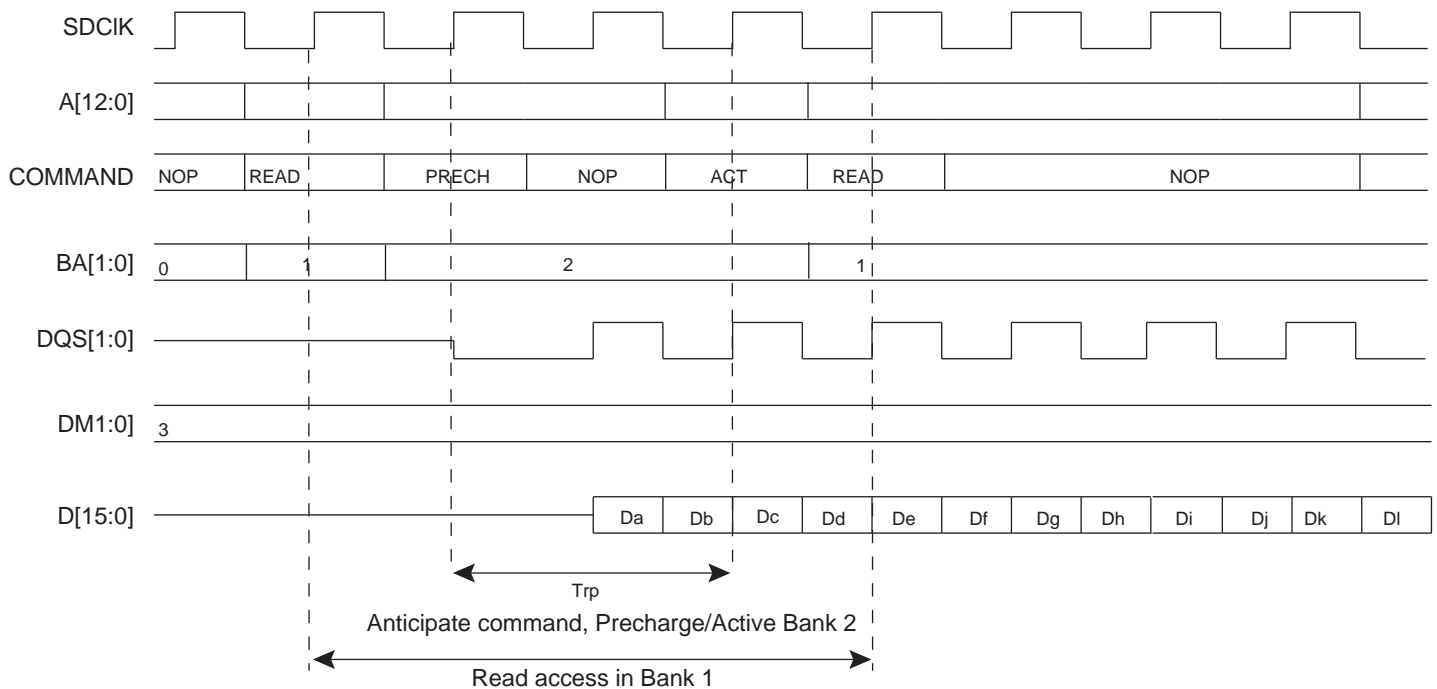 SDClK
A[12:0]
COMMAND NOP READ PRECH NOP ACT READ NOP
BA[1:0] 0 1 2 1
DQS[1:0]
DM1:0] 3
D[15:0] Da Db Dc Dd De Df Dg Dh Di Dj Dk Dl
Trp
Anticipate command, Precharge/Active Bank 2
Read access in Bank 1